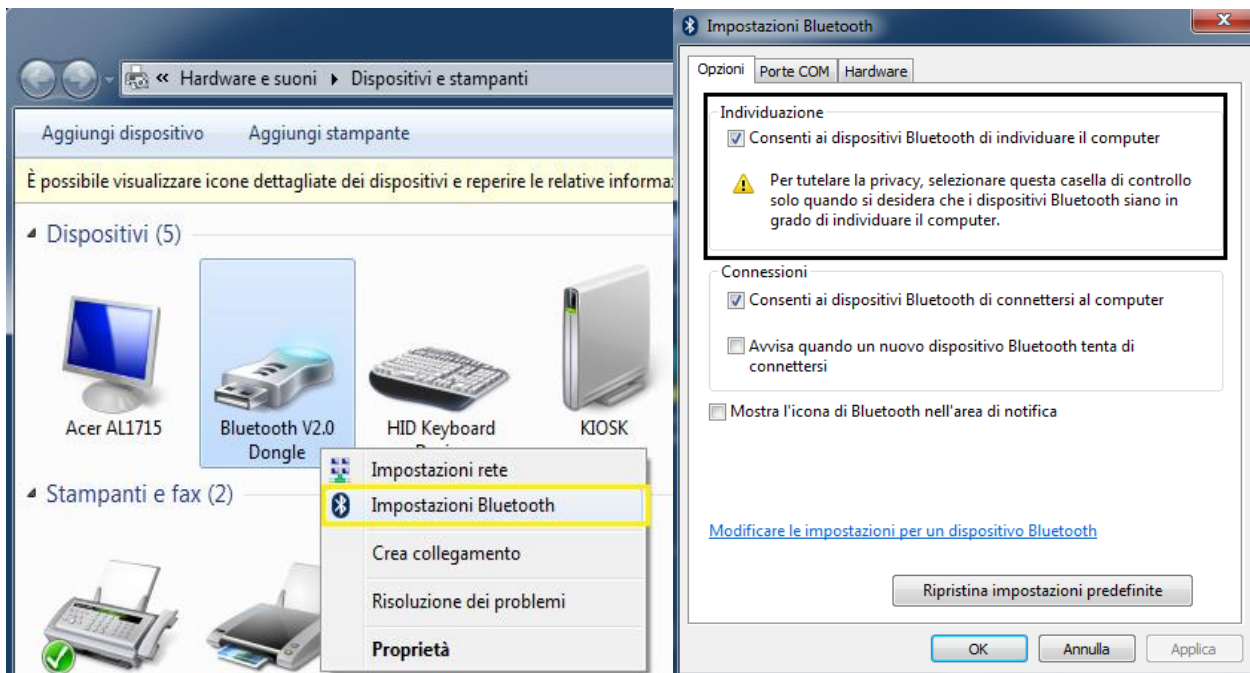 « Hardware e suoni ▸ Dispositivi e stampanti
Aggiungi dispositivo Aggiungi stampante
È possibile visualizzare icone dettagliate dei dispositivi e reperire le relative
Dispositivi (5)
Acer AL1715
Bluetooth V2.0
Dongle
HID Keyboard
KIOSK
Stampanti e fax (2)
Impostazioni rete
Impostazioni Bluetooth
Crea collegamento
Risoluzione dei problemi
Proprietà
Impostazioni Bluetooth
Opzioni Porte COM Hardware
Individuazione
Consenti ai dispositivi Bluetooth di individuare il computer
Per tutelare la privacy, selezionare questa casella di controllo
solo quando si desidera che i dispositivi Bluetooth siano in
grado di individuare il computer.
Connessioni
Consenti ai dispositivi Bluetooth di connettersi al computer
Avvisa quando un nuovo dispositivo Bluetooth tenta di
connettersi
Mostra l'icona di Bluetooth nell'area di notifica
Modificare le impostazioni per un dispositivo Bluetooth
Ripristina impostazioni predefinite
OK Annulla Applica